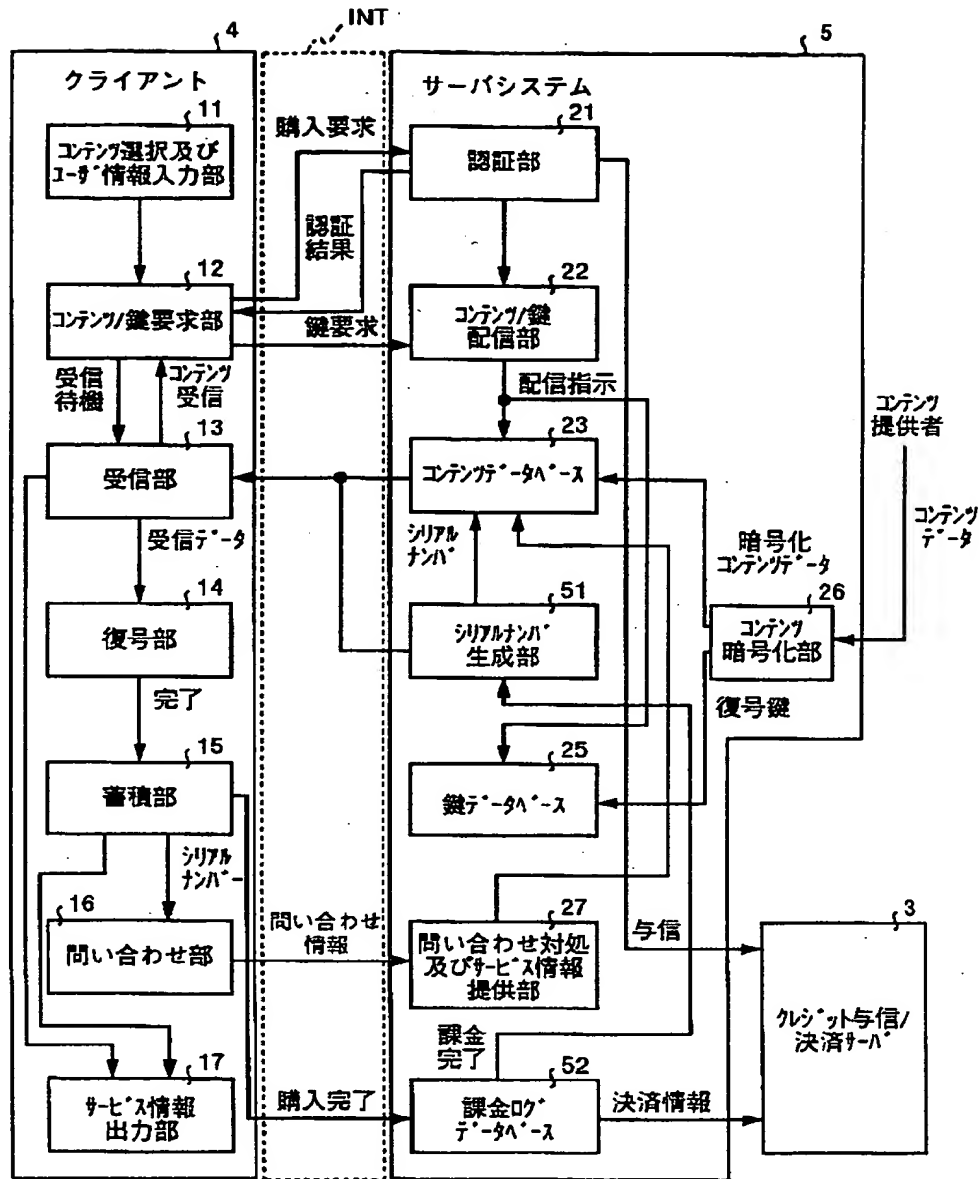 INT
4
5
クライアント
サーバシステム
11
コンテンツ選択及び
ユーザ情報入力部
購入要求
21
認証部
認証
結果
12
コンテンツ/鍵要求部
鍵要求
22
コンテンツ/鍵
配信部
受信
待機
コンテンツ
受信
配信指示
13
受信部
23
コンテンツデータベース
コンテンツ
提供者
コンテンツ
データ
受信データ
シリアル
ナンバ
暗号化
コンテンツデータ
14
復号部
51
シリアルナンバ
生成部
26
コンテンツ
暗号化部
完了
復号鍵
15
蓄積部
25
鍵データベース
シリアル
ナンバー
16
問い合わせ部
問い合わせ
情報
27
問い合わせ対処
及びサービス情報
提供部
与信
3
クレジット与信/
決済サーバ
課金
完了
17
サービス情報
出力部
購入完了
52
課金ログ
データベース
決済情報